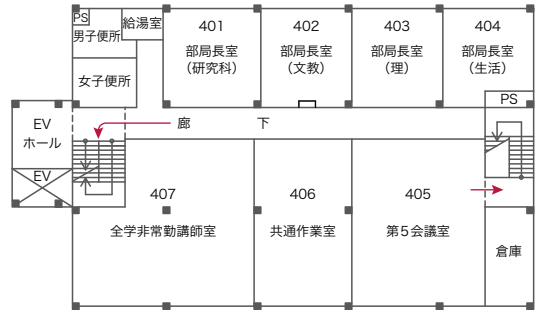 PS
給湯室
男子便所
女子便所
401
部局長室
（研究科）
402
部局長室
（文教）
403
部局長室
（理）
404
部局長室
（生活）
PS
EV
ホール
EV
廊　下
407
全学非常勤講師室
406
共通作業室
405
第5会議室
倉庫